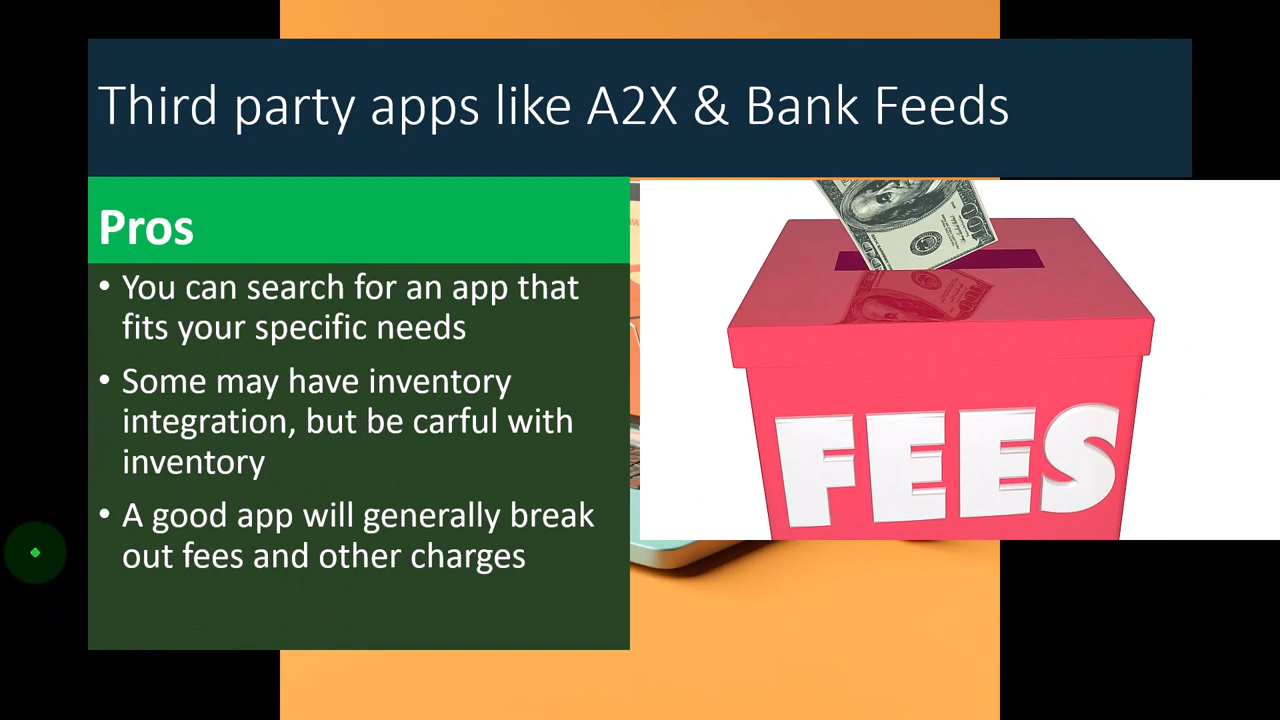 Third party apps like A2X & Bank Feeds
Pros
• You can search for an app that
fits your specific needs
• Some may have inventory
integration, but be carful with
inventory
• A good app will generally break
out fees and other charges
100
FEES